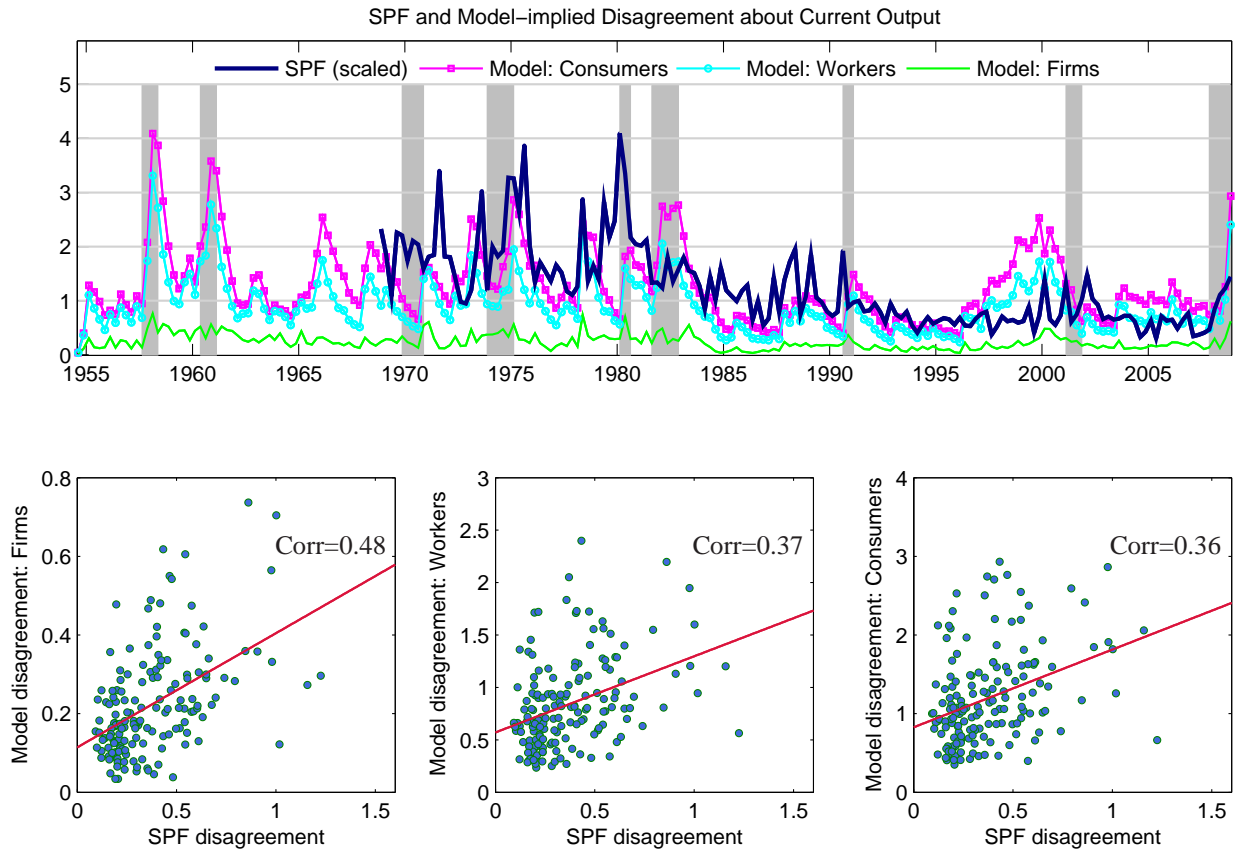 SPF and Model−implied Disagreement about Current Output
SPF (scaled) Model: Consumers Model: Workers Model: Firms
5
4
3
2
1
0
1955 1960 1965 1970 1975 1980 1985 1990 1995 2000 2005
Model disagreement: Firms
0.8
0.6
0.4
0.2
0
Corr=0.48
0 0.5 1 1.5
SPF disagreement
Model disagreement: Workers
3
2.5
2
1.5
1
0.5
0
Corr=0.37
0 0.5 1 1.5
SPF disagreement
Model disagreement: Consumers
4
3
2
1
0
Corr=0.36
0 0.5 1 1.5
SPF disagreement